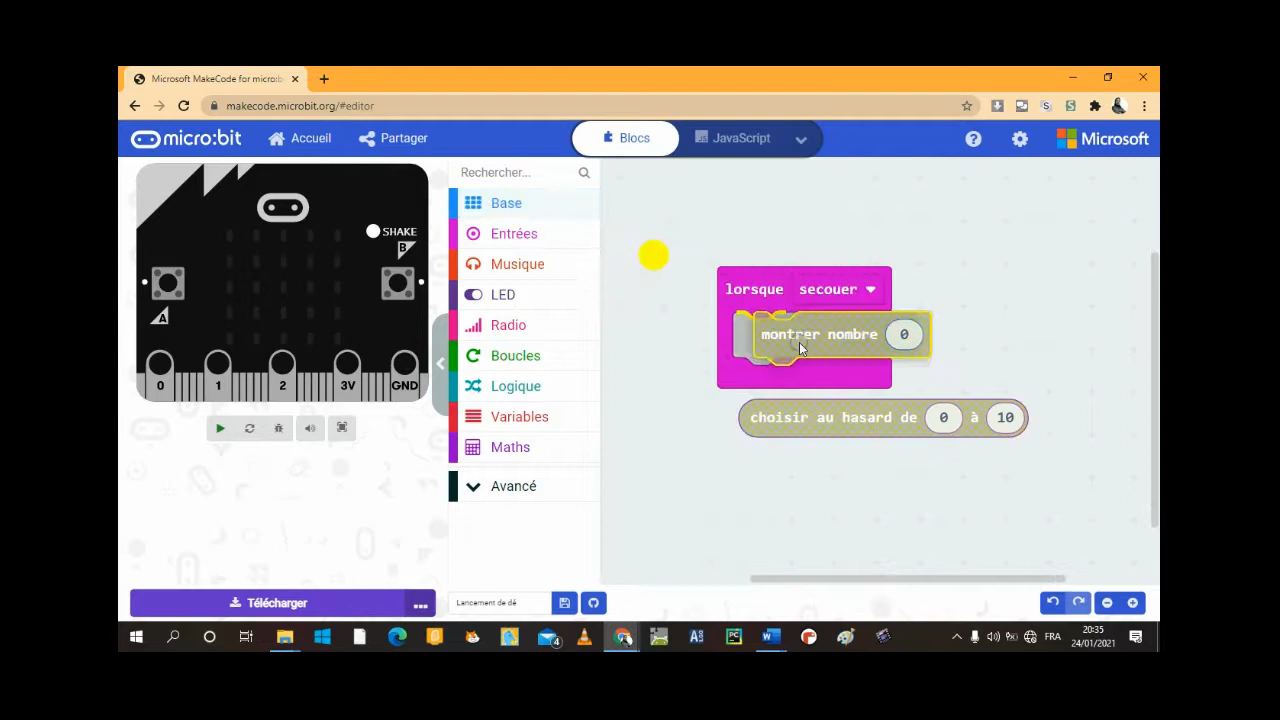 Microsoft MakeCode for micro:b
makecode.microbit.org/#editor
micro:bit
Accueil
Partager
Blocs
JavaScript
Microsoft
SHAKE
B
A
0
1
2
3V
GND
Rechercher...
Base
Entrées
Musique
LED
Radio
Boucles
Logique
Variables
Maths
Avancé
lorsque secouer
montrer nombre 0
choisir au hasard de 0 à 10
Télécharger
...
Lancement de dé
4
FRA
20:35
24/01/2021